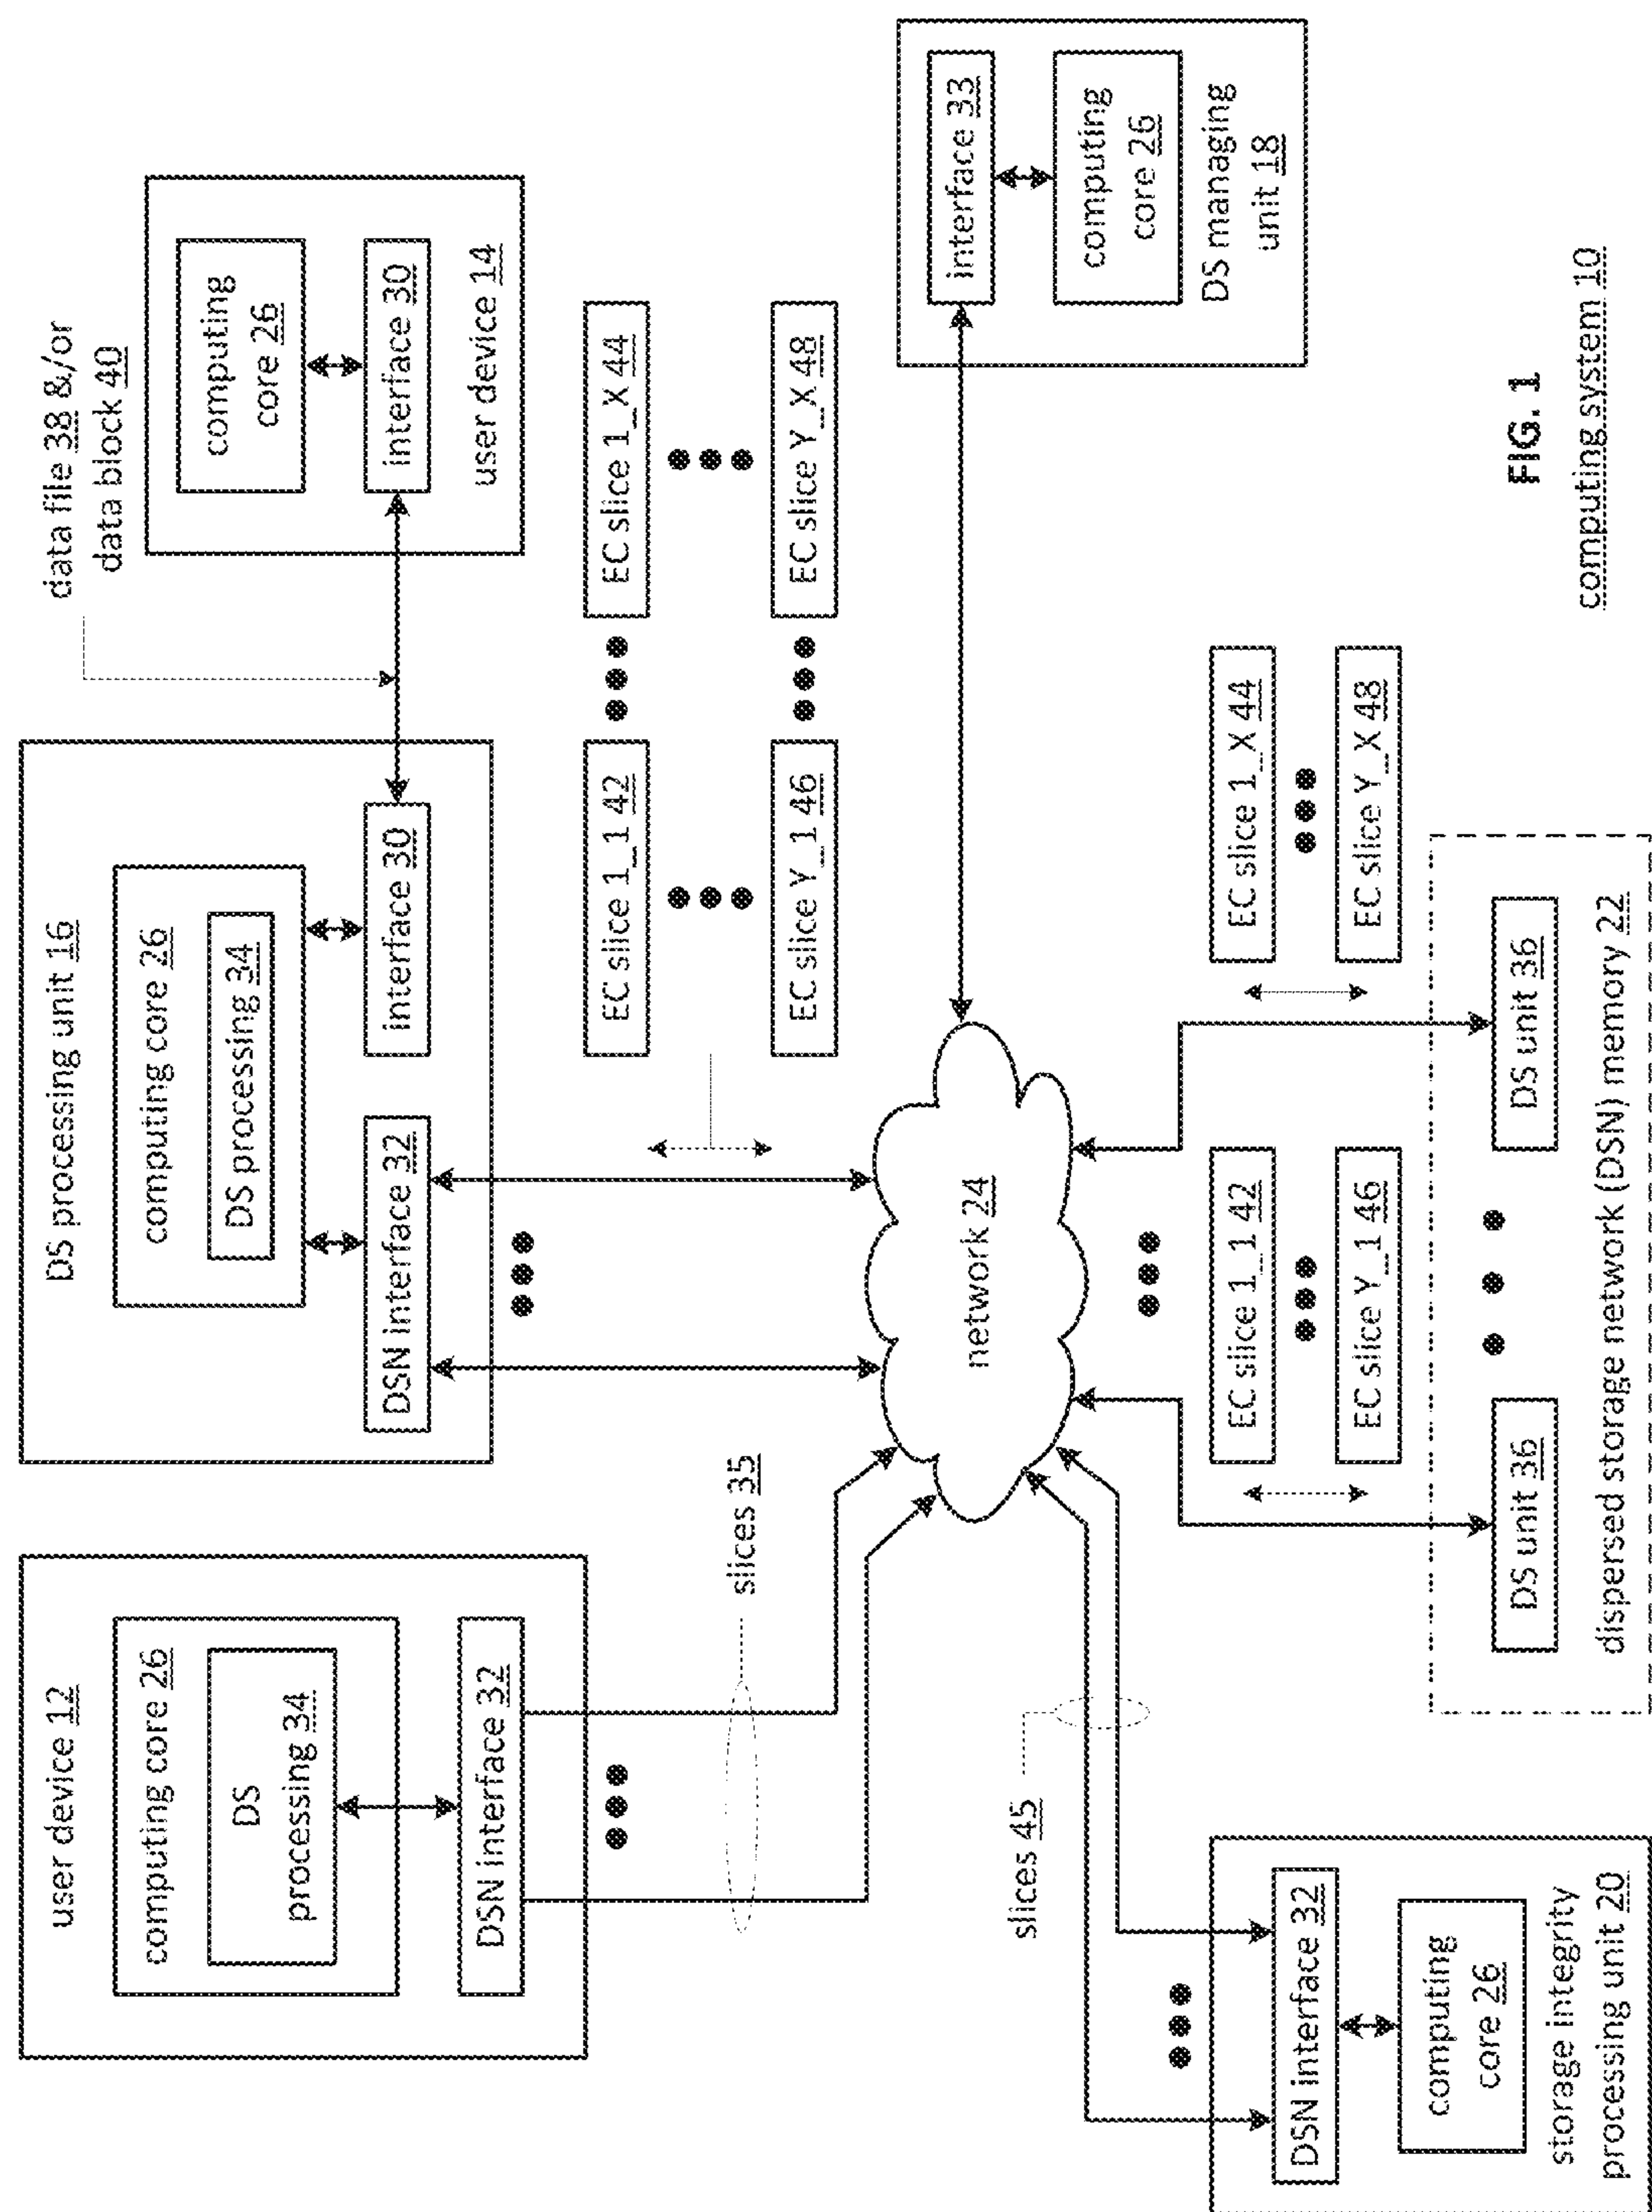 user device 12
computing core 26
DS
processing 34
DSN interface 32
DS processing unit 16
computing core 26
DS processing 34
DSN interface 32
interface 30
data file 38 &/or
data block 40
computing
core 26
interface 30
user device 14
slices 35
EC slice 1_1 42
EC slice 1_X 44
EC slice Y_1 46
EC slice Y_X 48
network 24
interface 33
computing
core 26
DS managing
unit 18
slices 45
DSN interface 32
computing
core 26
storage integrity
processing unit 20
EC slice 1_1 42
EC slice Y_1 46
EC slice 1_X 44
EC slice Y_X 48
DS unit 36
DS unit 36
dispersed storage network (DSN) memory 22
FIG. 1
computing system 10